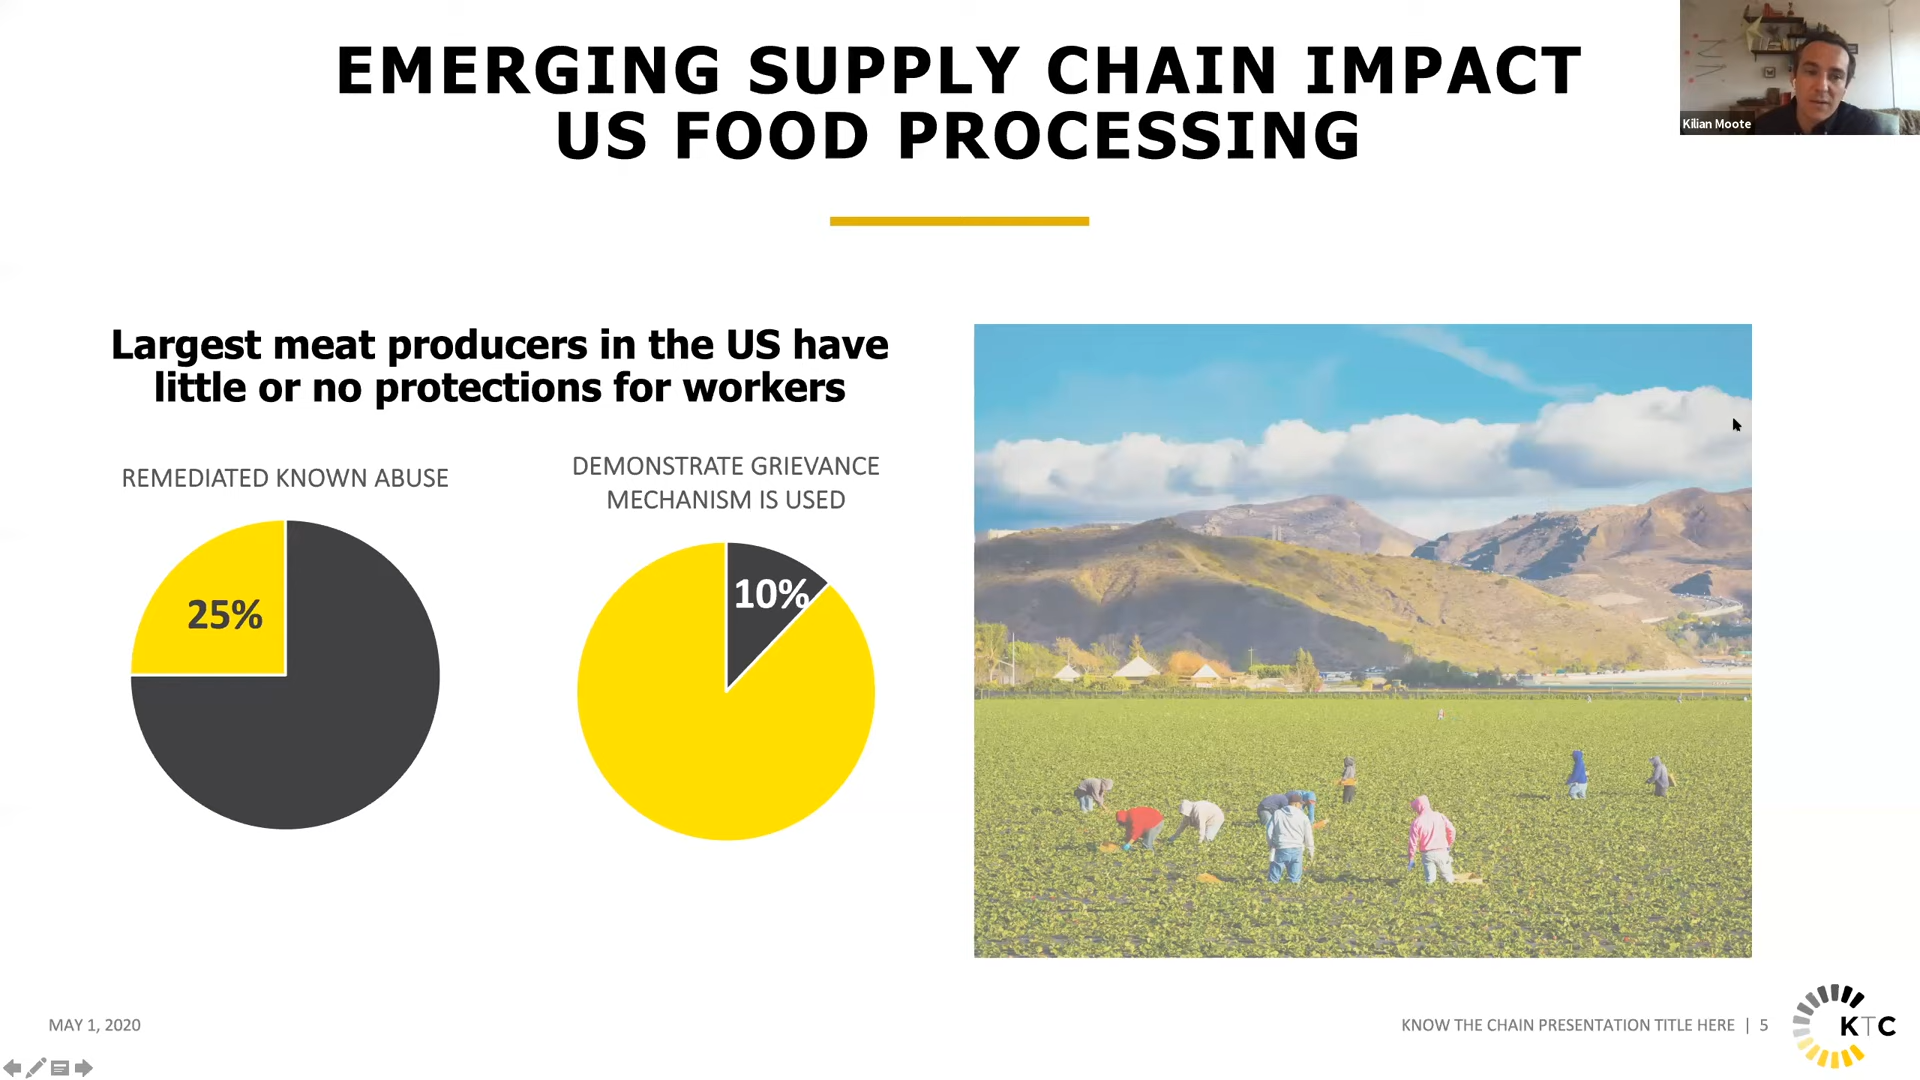 EMERGING SUPPLY CHAIN IMPACT
US FOOD PROCESSING
Kilian Moote
Largest meat producers in the US have
little or no protections for workers
REMEDIATED KNOWN ABUSE
25%
DEMONSTRATE GRIEVANCE
MECHANISM IS USED
10%
MAY 1, 2020
KNOW THE CHAIN PRESENTATION TITLE HERE | 5
KTC